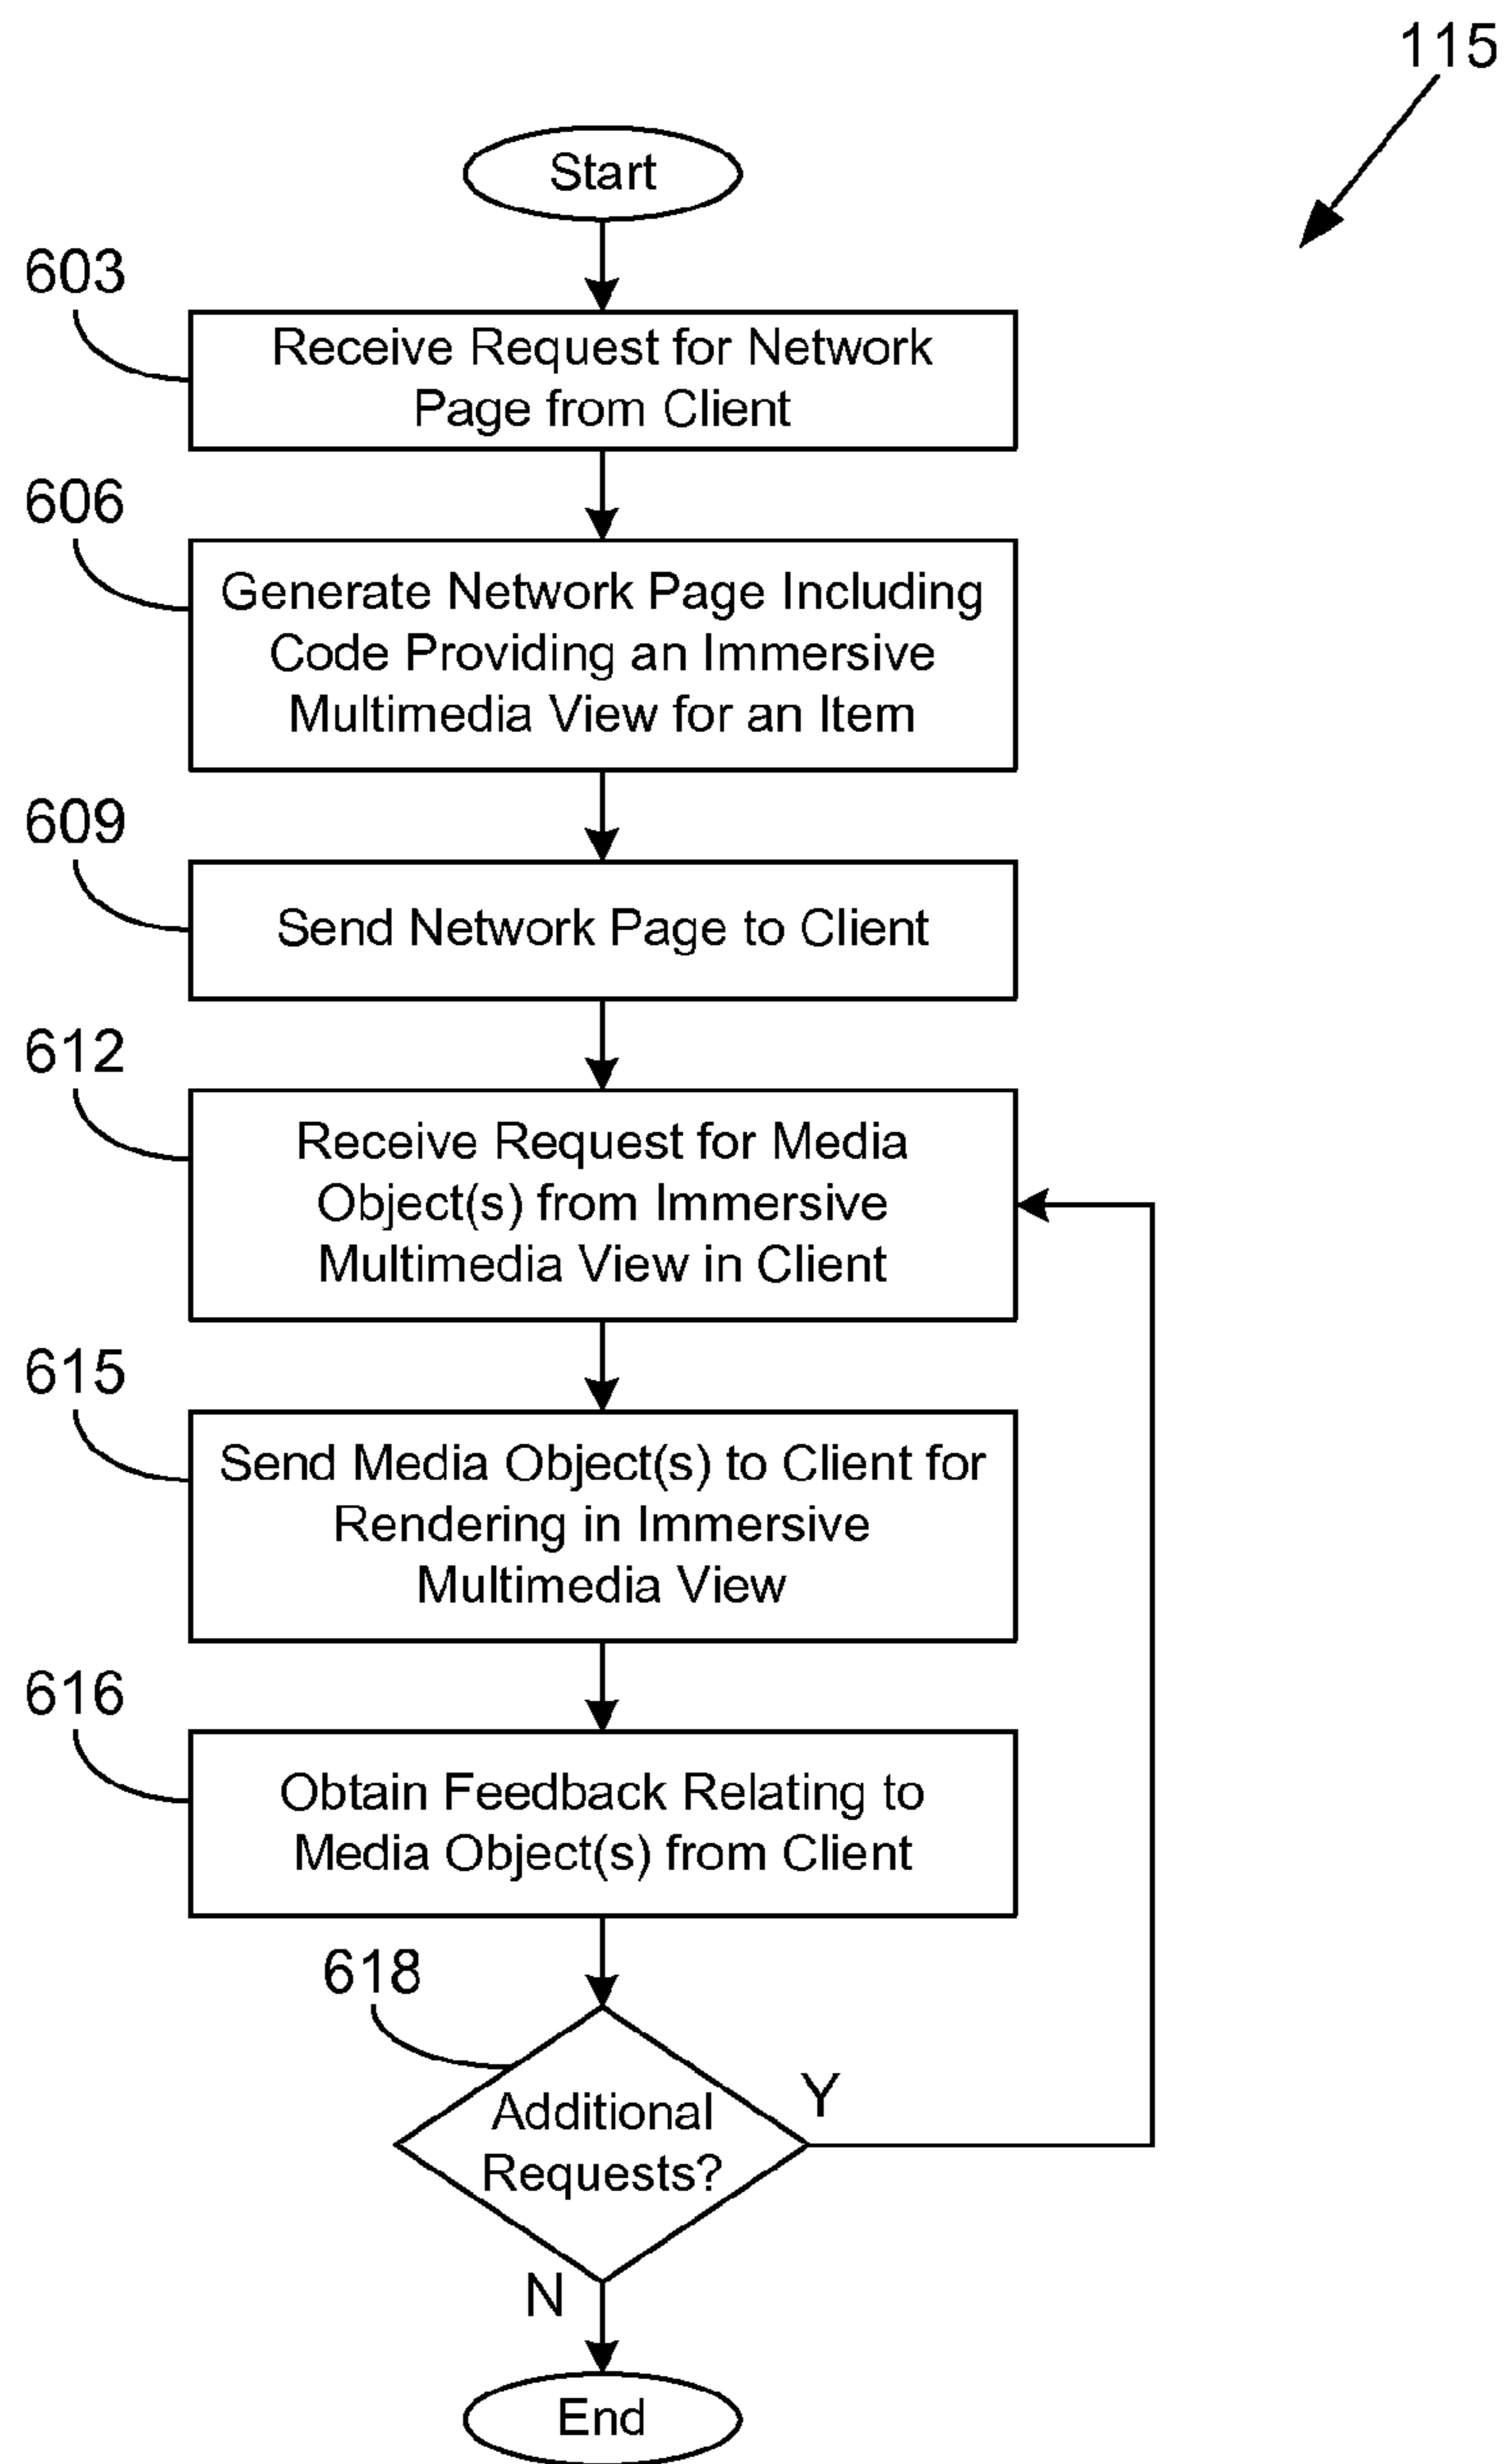 115
Start
603
Receive Request for Network
Page from Client
606
Generate Network Page Including
Code Providing an Immersive
Multimedia View for an Item
609
Send Network Page to Client
612
Receive Request for Media
Object(s) from Immersive
Multimedia View in Client
615
Send Media Object(s) to Client for
Rendering in Immersive
Multimedia View
616
Obtain Feedback Relating to
Media Object(s) from Client
618
Additional
Requests?
Y
N
End